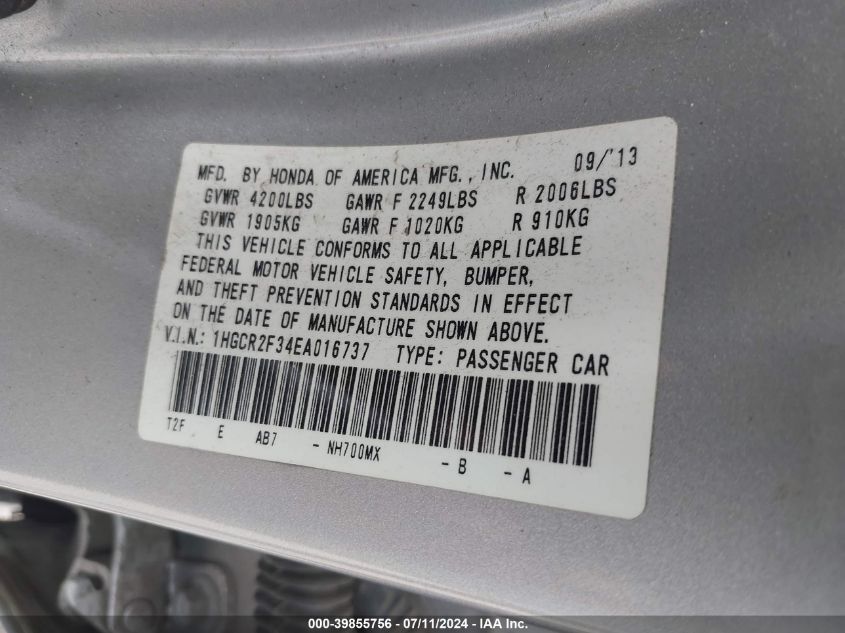 MFD. BY HONDA OF AMERICA MFG., INC. 09/'13
GVWR 4200LBS GAWR F 2249LBS R 2006LBS
GVWR 1905KG GAWR F 1020KG R 910KG
THIS VEHICLE CONFORMS TO ALL APPLICABLE
FEDERAL MOTOR VEHICLE SAFETY, BUMPER,
AND THEFT PREVENTION STANDARDS IN EFFECT
ON THE DATE OF MANUFACTURE SHOWN ABOVE.
V.I.N.: 1HGCR2F34EA016737 TYPE: PASSENGER CAR
T2F E AB7 - NH700MX - B - A
000-39855756 - 07/11/2024 - IAA Inc.